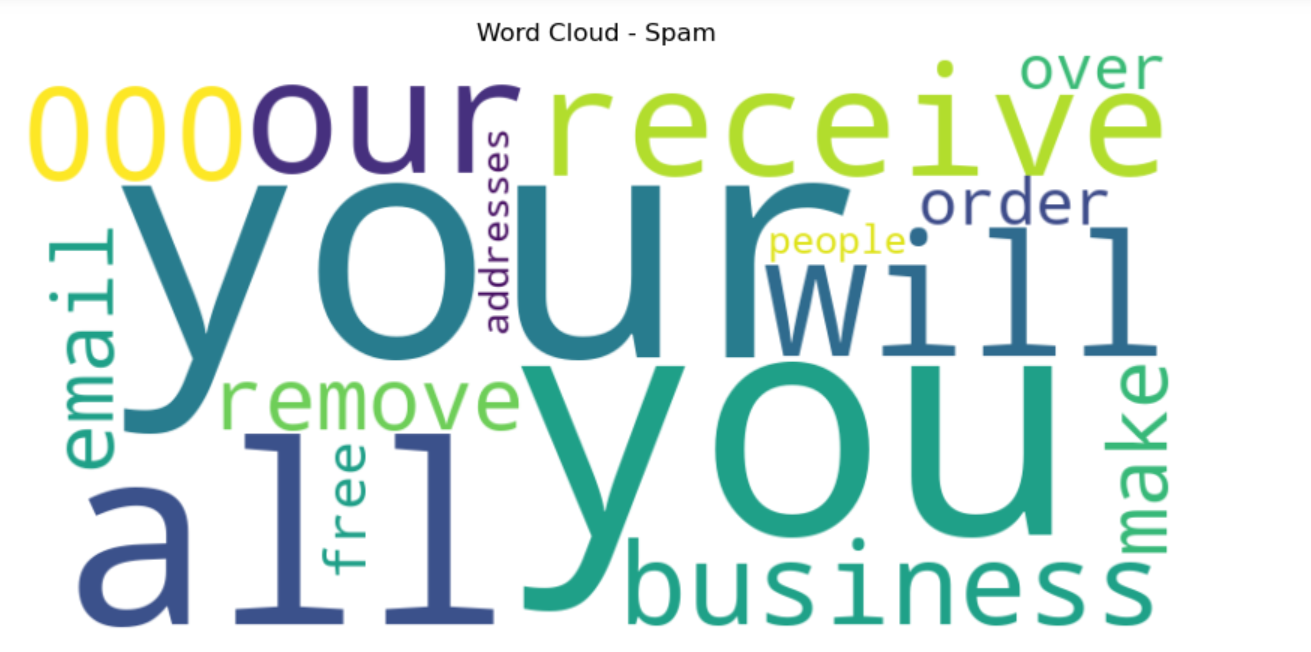 Word Cloud - Spam
over
000
our
receive
addresses
order
your
people
will
email
remove
you
make
all
free
business